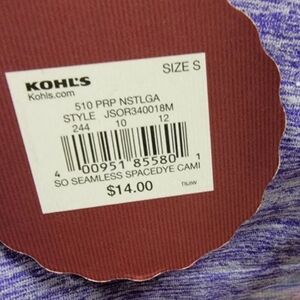 SIZE S
KOHL'S
Kohls.com
510 PRP NSTLGA
STYLE JSOR340018M
244 10 12
4 00951 85580 1
SO SEAMLESS SPACEDYE CAMI
$14.00